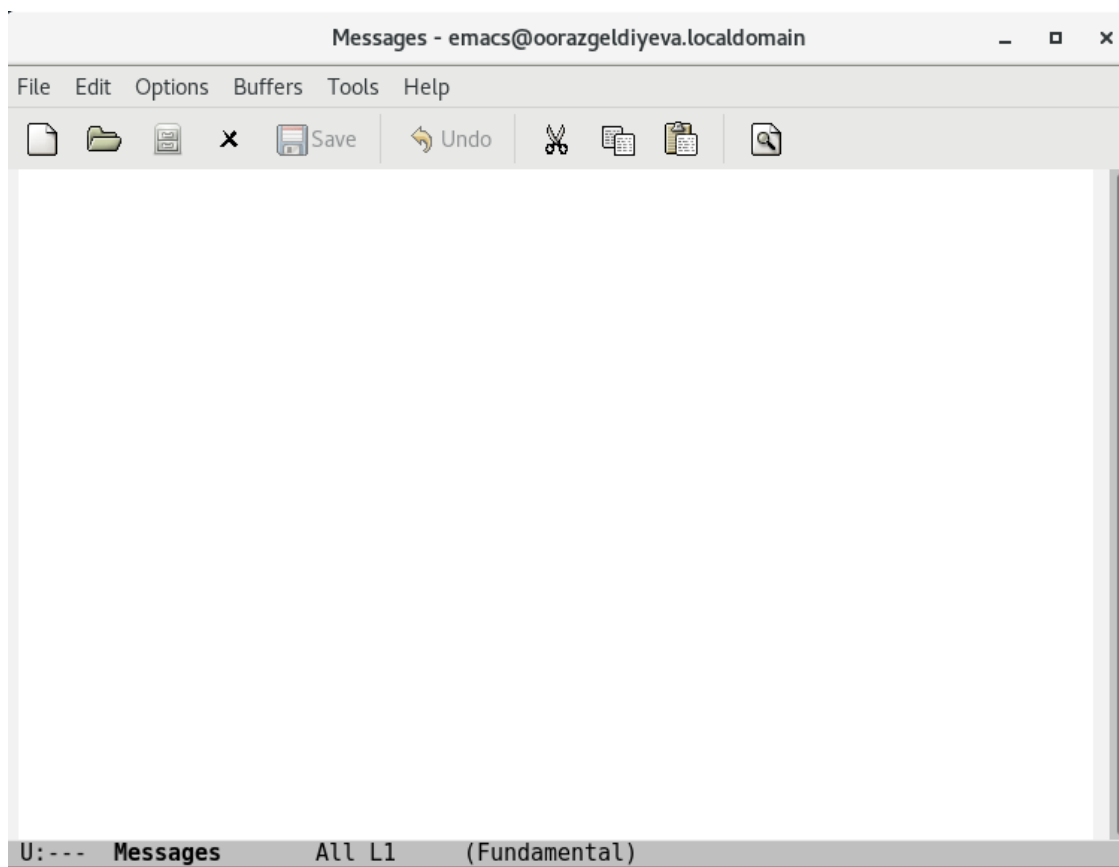 Messages - emacs@oorazgeldiyeva.localdomain
File Edit Options Buffers Tools Help
Save Undo
U:--- Messages All L1 (Fundamental)